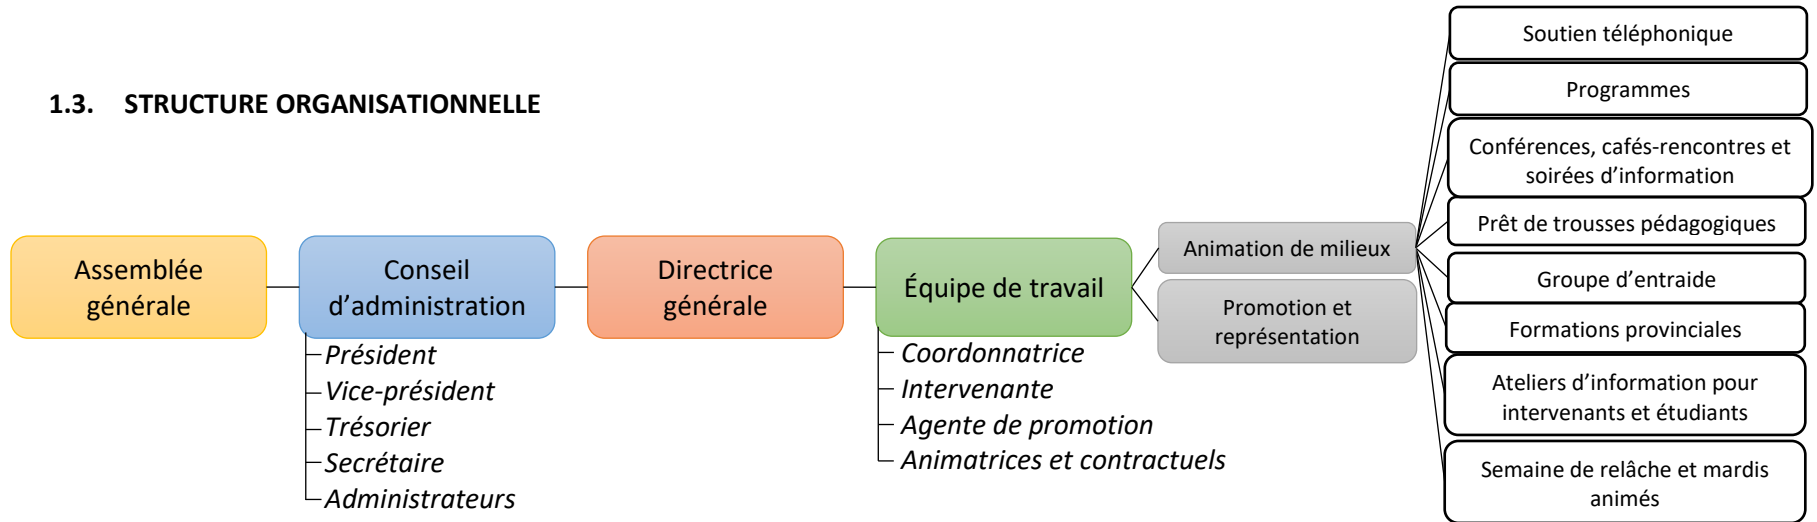 1.3. STRUCTURE ORGANISATIONNELLE
Assemblée
générale
Conseil
d’administration
Président
Vice-président
Trésorier
Secrétaire
Administrateurs
Directrice
générale
Équipe de travail
Coordonnatrice
Intervenante
Agente de promotion
Animatrices et contractuels
Animation de milieux
Promotion et
représentation
Soutien téléphonique
Programmes
Conférences, cafés-rencontres et
soirées d’information
Prêt de trousses pédagogiques
Groupe d’entraide
Formations provinciales
Ateliers d’information pour
intervenants et étudiants
Semaine de relâche et mardis
animés